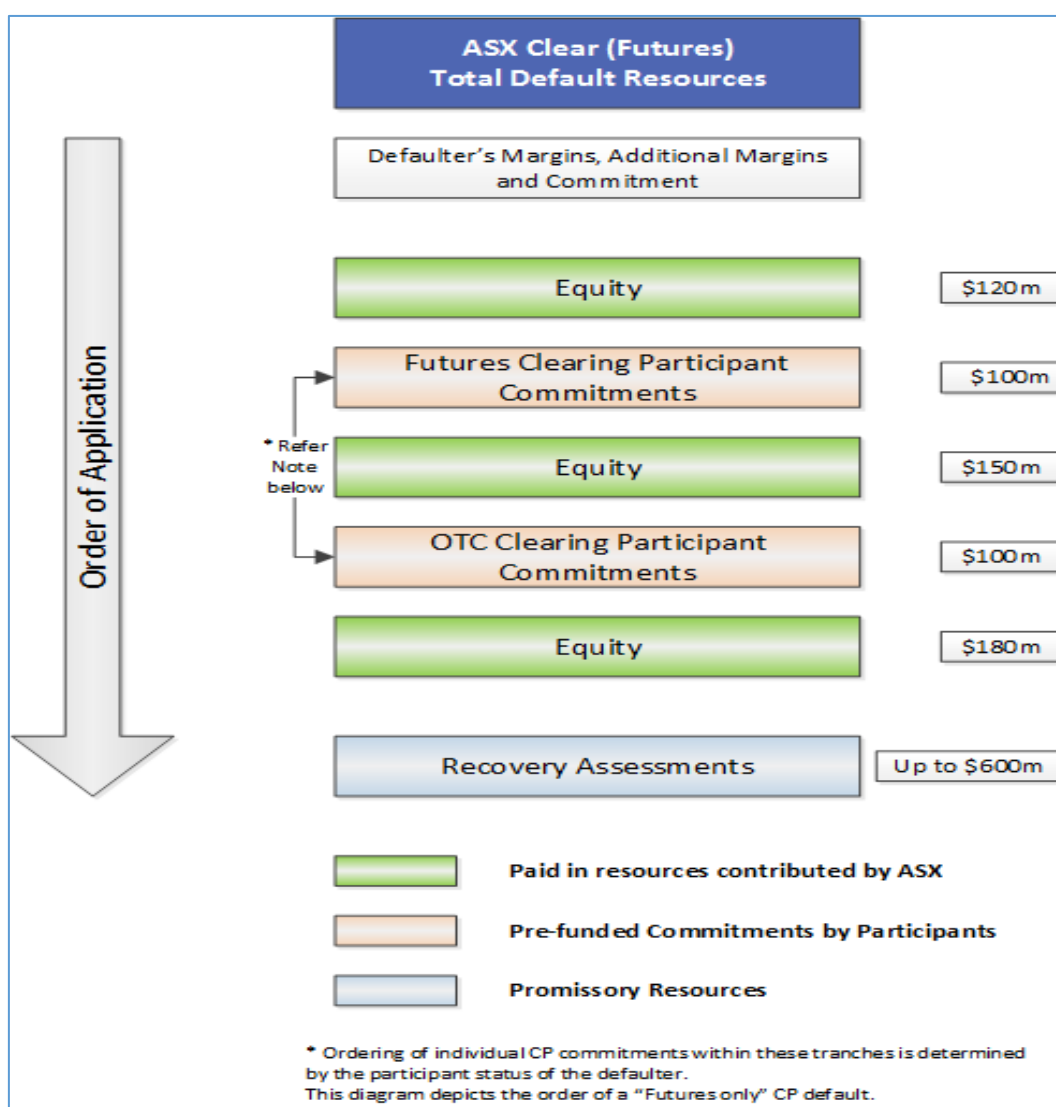 ASX Clear (Futures)
Total Default Resources
Defaulter's Margins, Additional Margins
and Commitment
Order of Application
Equity
$120m
Futures Clearing Participant
Commitments
$100m
* Refer
Note
below
Equity
$150m
OTC Clearing Participant
Commitments
$100m
Equity
$180m
Recovery Assessments
Up to $600m
Paid in resources contributed by ASX
Pre-funded Commitments by Participants
Promissory Resources
* Ordering of individual CP commitments within these tranches is determined
by the participant status of the defaulter.
This diagram depicts the order of a "Futures only" CP default.